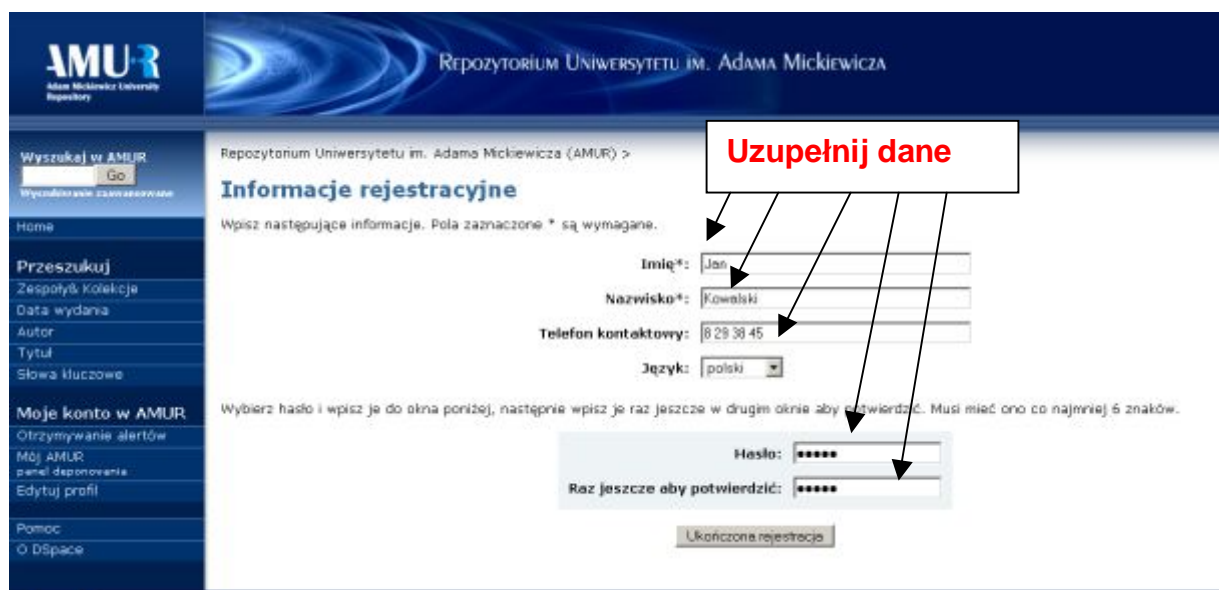 AMUR
Adam Mickiewicz University
Repository
Repozytorium Uniwersytetu im. Adama Mickiewicza
Wyszukaj w AMUR
Go
Wyszukiwanie zaawansowane
Home
Przeszukuj
Zespoły& Kolekcje
Data wydania
Autor
Tytuł
Słowa kluczowe
Moje konto w AMUR
Otrzymywanie alertów
Mój AMUR
panel deponowania
Edytuj profil
Pomoc
O DSpace
Repozytorium Uniwersytetu im. Adama Mickiewicza (AMUR) >
Uzupełnij dane
Informacje rejestracyjne
Wpisz następujące informacje. Pola zaznaczone * są wymagane.
Imię*: Jan
Nazwisko*: Kowalski
Telefon kontaktowy: 8 29 38 45
Język: polski
Wybierz hasło i wpisz je do okna poniżej, następnie wpisz je raz jeszcze w drugim oknie aby potwierdzić. Musi mieć ono co najmniej 6 znaków.
Hasło: •••••
Raz jeszcze aby potwierdzić: •••••
Ukończona rejestracja